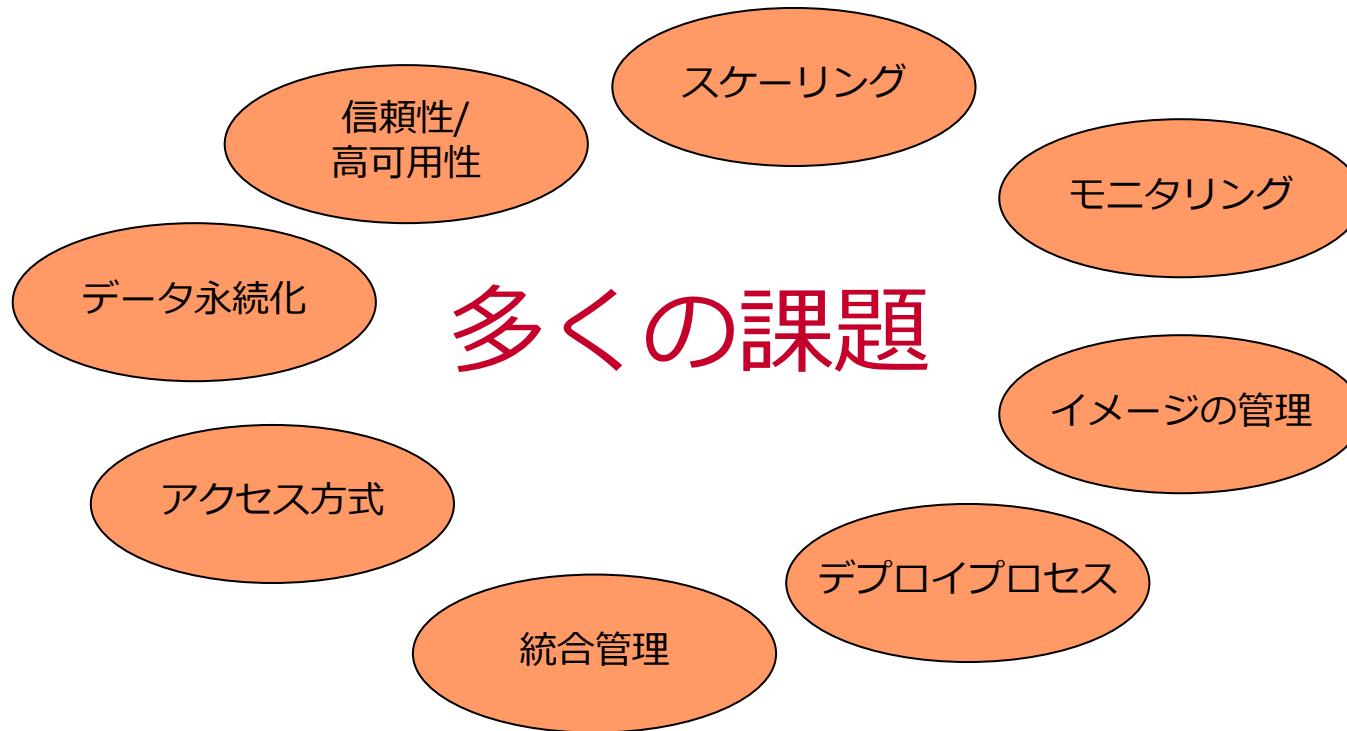 スケーリング
信頼性/
高可用性
モニタリング
データ永続化
多くの課題
イメージの管理
アクセス方式
デプロイプロセス
統合管理